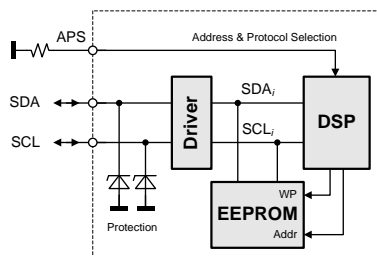 APS
Address & Protocol Selection
SDA
SDAi
Driver
DSP
SCL
SCLi
WP
EEPROM
Protection
Addr